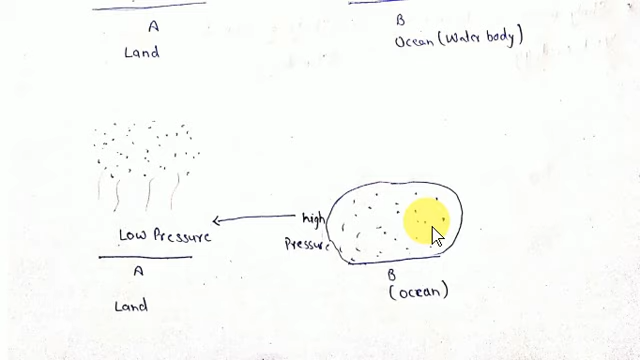 A
Land
B
Ocean (Water body)
Low Pressure
A
Land
high
Pressure
B
(ocean)